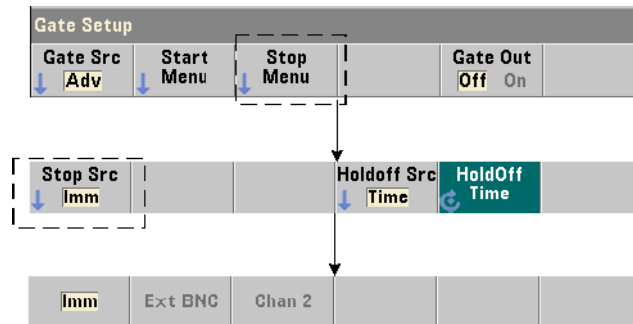 Gate Setup
Gate Src Start Stop Gate Out
Adv Menu Menu Off On
Stop Src Holdoff Src HoldOff
Imm Time Time
Imm Ext BNC Chan 2